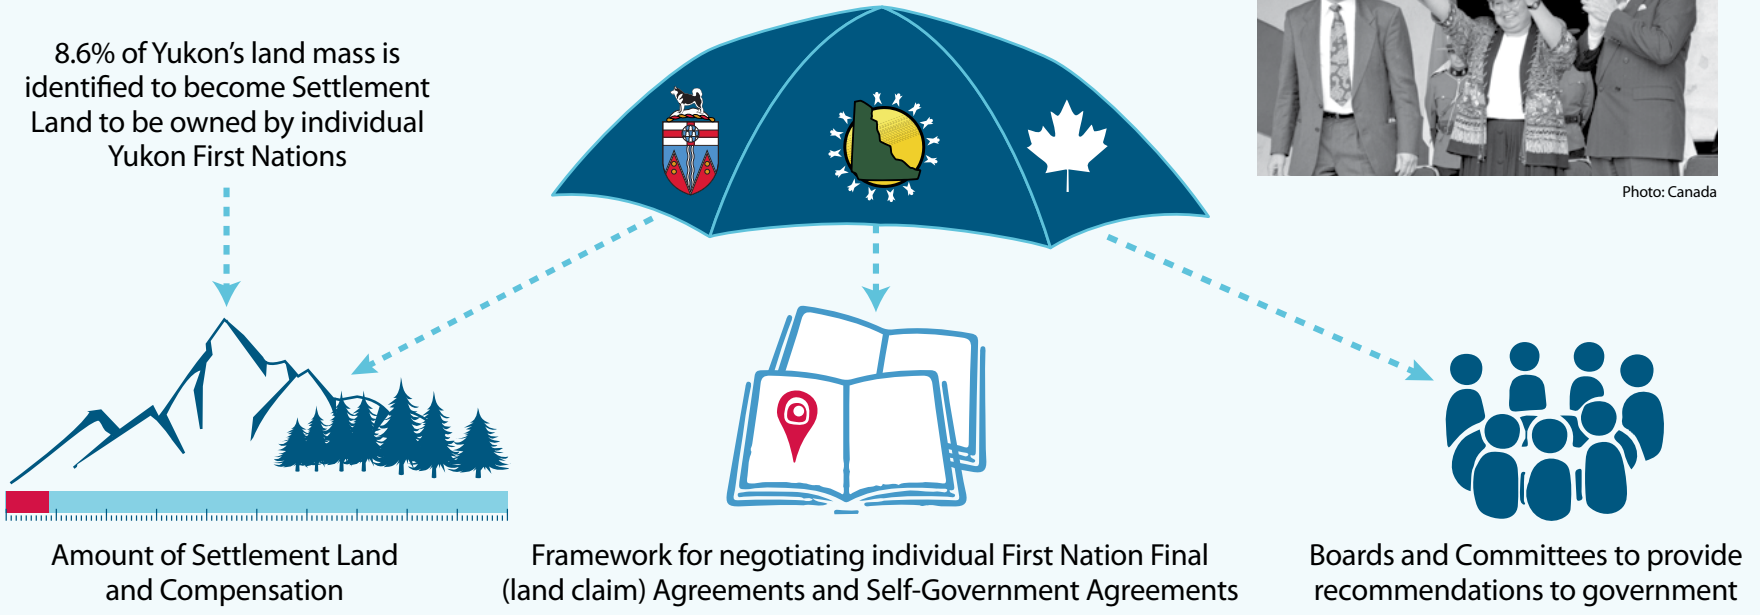 8.6% of Yukon’s land mass is
identified to become Settlement
Land to be owned by individual
Yukon First Nations
Photo: Canada
Amount of Settlement Land
and Compensation
Framework for negotiating individual First Nation Final
(land claim) Agreements and Self-Government Agreements
Boards and Committees to provide
recommendations to government